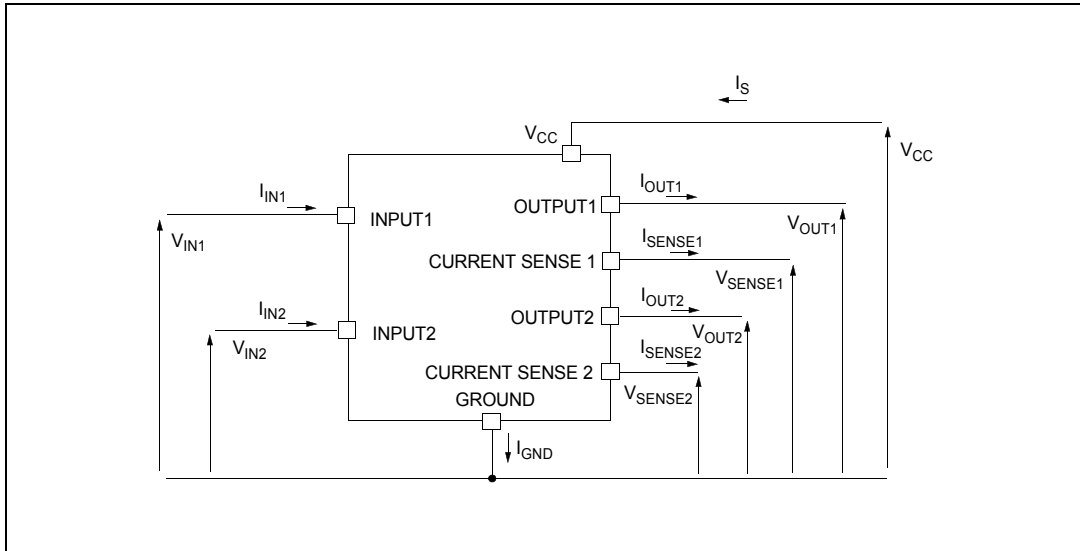 I_S
V_CC
V_CC
I_IN1
I_OUT1
INPUT1
OUTPUT1
V_IN1
V_OUT1
I_SENSE1
CURRENT SENSE 1
V_SENSE1
I_IN2
I_OUT2
OUTPUT2
INPUT2
V_OUT2
V_IN2
I_SENSE2
CURRENT SENSE 2
V_SENSE2
GROUND
I_GND